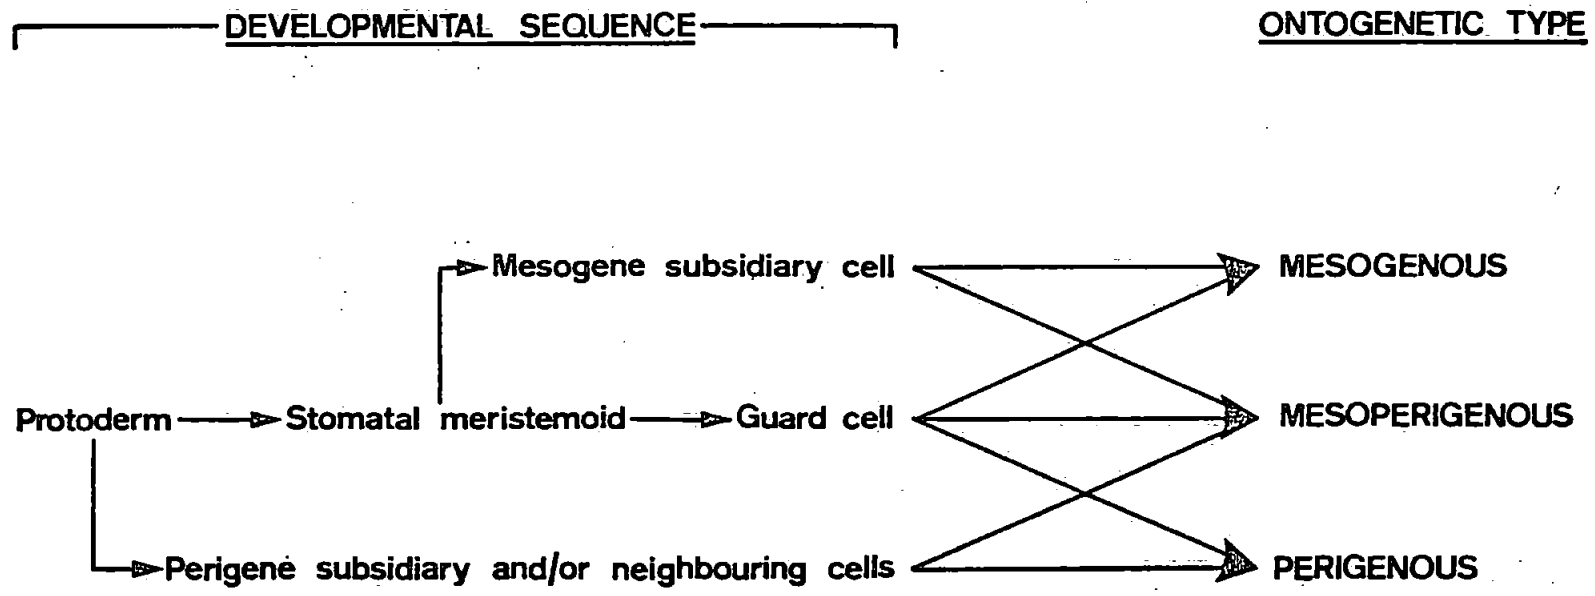 DEVELOPMENTAL SEQUENCE
ONTOGENETIC TYPE
Mesogene subsidiary cell
MESOGENOUS
Protoderm
Stomatal meristemoid
Guard cell
MESOPERIGENOUS
Perigene subsidiary and/or neighbouring cells
PERIGENOUS